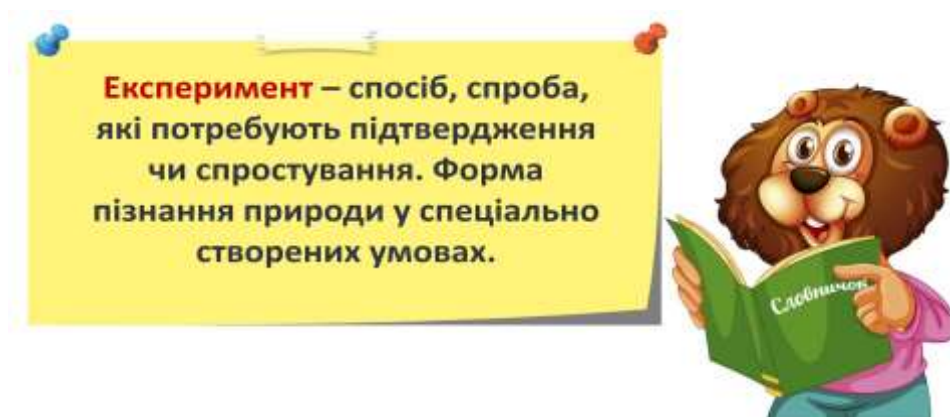 Експеримент – спосіб, спроба,
які потребують підтвердження
чи спростування. Форма
пізнання природи у спеціально
створених умовах.
Словничок